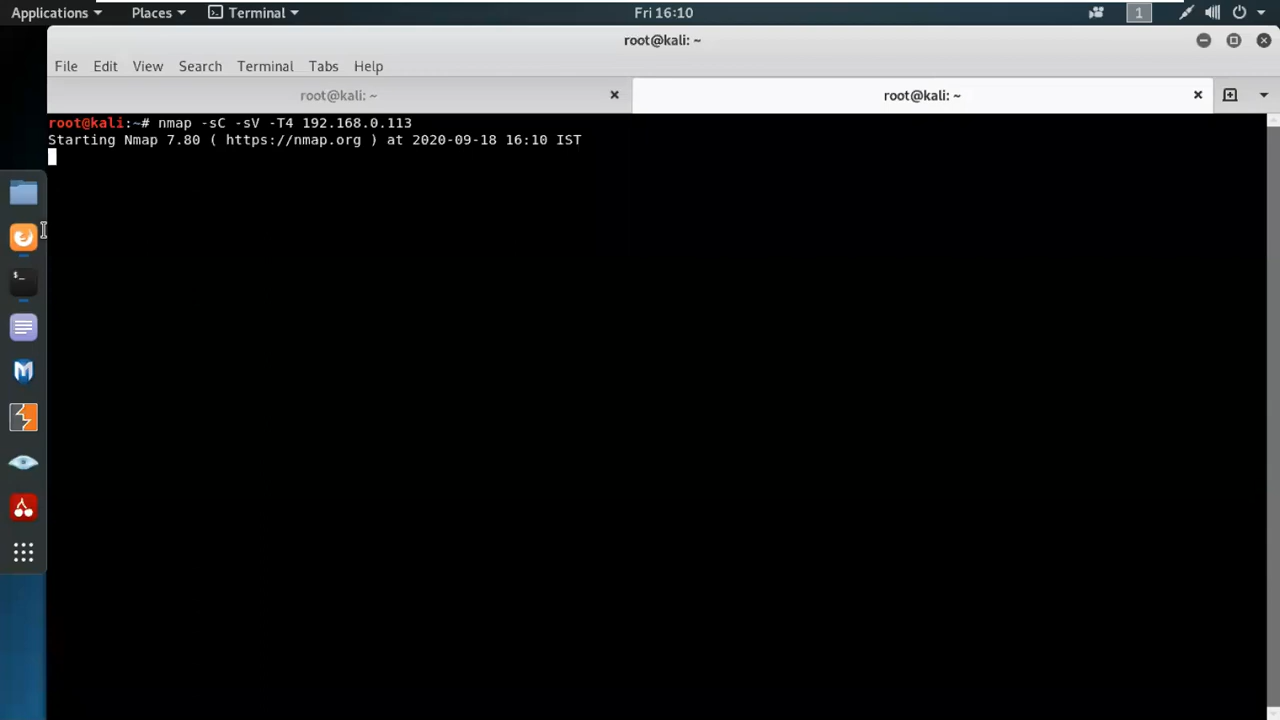 Applications Places Terminal Fri 16:10 1
root@kali: ~
File Edit View Search Terminal Tabs Help
root@kali: ~ root@kali: ~
root@kali:~# nmap -sC -sV -T4 192.168.0.113
Starting Nmap 7.80 ( https://nmap.org ) at 2020-09-18 16:10 IST
$_